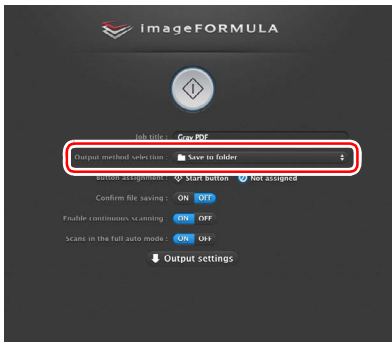 imageFORMULA
Job title : Gray PDF
Output method selection : Save to folder
Button assignment : Start button Not assigned
Confirm file saving : ON OFF
Enable continuous scanning : ON OFF
Scans in the full auto mode : ON OFF
Output settings